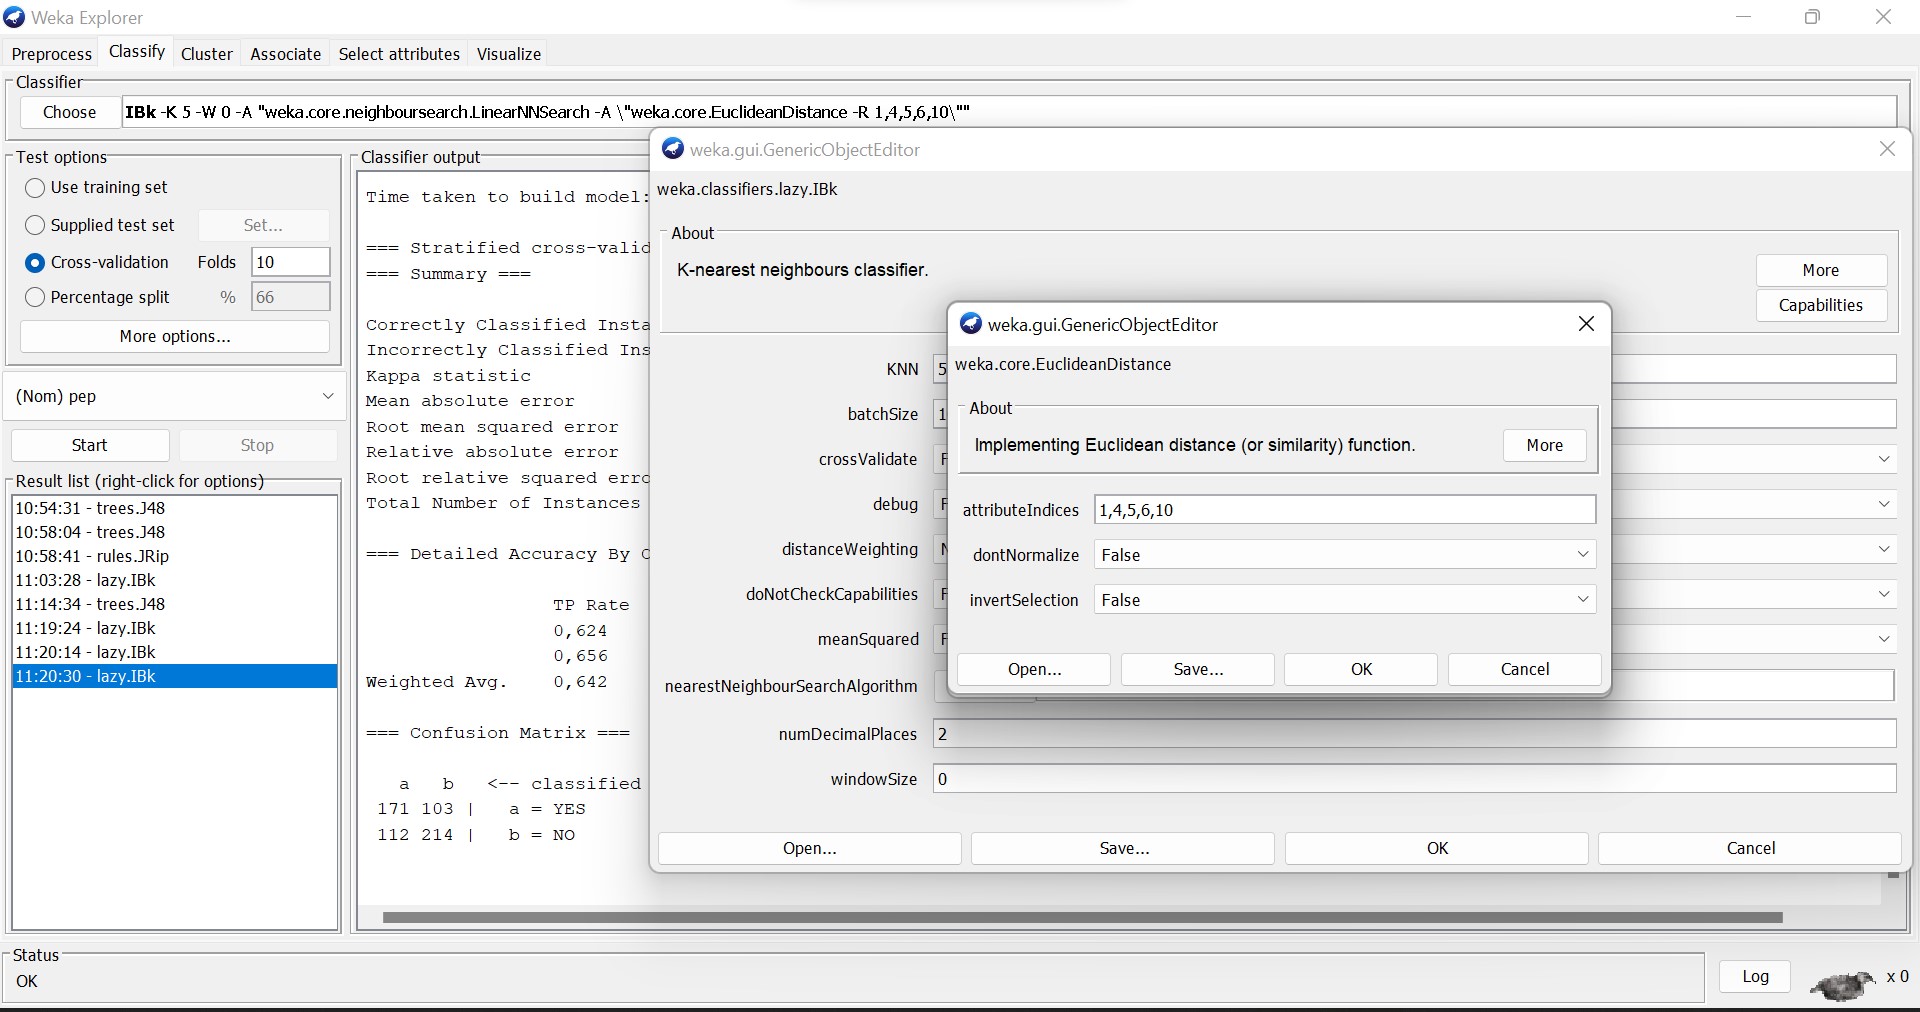 Weka Explorer
Preprocess Classify Cluster Associate Select attributes Visualize
Classifier
Choose IBk -K 5 -W 0 -A "weka.core.neighboursearch.LinearNNSearch -A \"weka.core.EuclideanDistance -R 1,4,5,6,10\""
Test options
Use training set
Supplied test set Set...
Cross-validation Folds 10
Percentage split % 66
More options...
(Nom) pep
Start Stop
Result list (right-click for options)
10:54:31 - trees.J48
10:58:04 - trees.J48
10:58:41 - rules.JRip
11:03:28 - lazy.IBk
11:14:34 - trees.J48
11:19:24 - lazy.IBk
11:20:14 - lazy.IBk
11:20:30 - lazy.IBk
Classifier output
Time taken to build model:
=== Stratified cross-valid
=== Summary ===
Correctly Classified Insta
Incorrectly Classified Ins
Kappa statistic
Mean absolute error
Root mean squared error
Relative absolute error
Root relative squared erro
Total Number of Instances
=== Detailed Accuracy By C
TP Rate
0,624
0,656
Weighted Avg. 0,642
=== Confusion Matrix ===
a b <-- classified
171 103 | a = YES
112 214 | b = NO
weka.gui.GenericObjectEditor
weka.classifiers.lazy.IBk
About
K-nearest neighbours classifier.
More
Capabilities
KNN 5
batchSize 1
crossValidate F
debug F
distanceWeighting N
doNotCheckCapabilities F
meanSquared F
nearestNeighbourSearchAlgorithm
numDecimalPlaces 2
windowSize 0
Open... Save... OK Cancel
weka.gui.GenericObjectEditor
weka.core.EuclideanDistance
About
Implementing Euclidean distance (or similarity) function.
More
attributeIndices 1,4,5,6,10
dontNormalize False
invertSelection False
Open... Save... OK Cancel
Status
OK
Log x 0